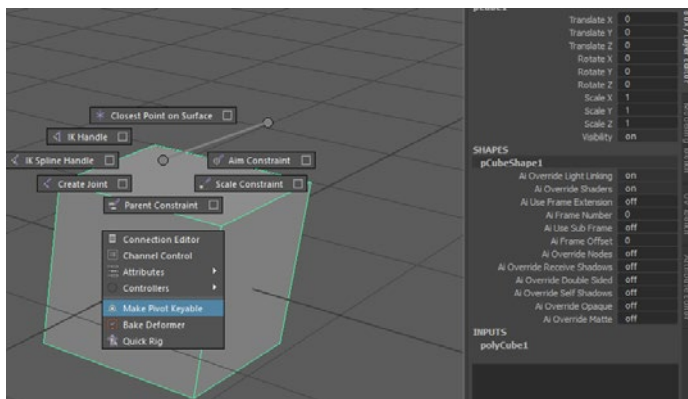 pCube1
Translate X 0
Translate Y 0
Translate Z 0
Rotate X 0
Rotate Y 0
Rotate Z 0
Scale X 1
Scale Y 1
Scale Z 1
Visibility on
SHAPES
pCubeShape1
Ai Override Light Linking on
Ai Override Shaders on
Ai Use Frame Extension off
Ai Frame Number 0
Ai Use Sub Frame off
Ai Frame Offset 0
Ai Override Nodes off
Ai Override Receive Shadows off
Ai Override Double Sided off
Ai Override Self Shadows off
Ai Override Opaque off
Ai Override Matte off
INPUTS
polyCube1
Closest Point on Surface
IK Handle
IK Spline Handle
Aim Constraint
Create Joint
Scale Constraint
Parent Constraint
Connection Editor
Channel Control
Attributes
Controllers
Make Pivot Keyable
Bake Deformer
Quick Rig